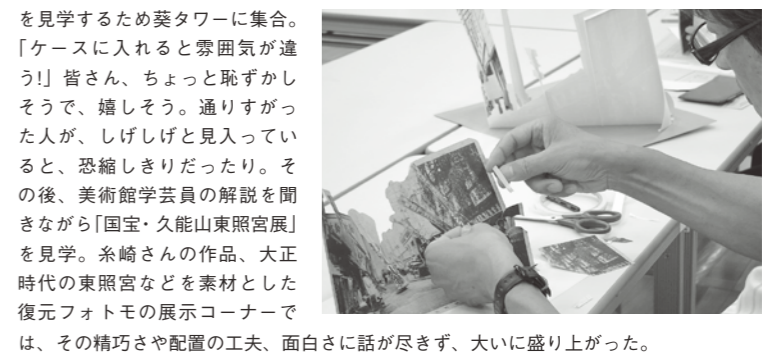 を見学するため葵タワーに集合。
「ケースに入れると雰囲気が違
う!」皆さん、ちょっと恥ずかし
そうで、嬉しそう。通りすがっ
た人が、しげしげと見入ってい
ると、恐縮しきりだったり。そ
の後、美術館学芸員の解説を聞
きながら「国宝・久能山東照宮展」
を見学。糸崎さんの作品、大正
時代の東照宮などを素材とした
復元フォトモの展示コーナーで
は、その精巧さや配置の工夫、面白さに話が尽きず、大いに盛り上がった。